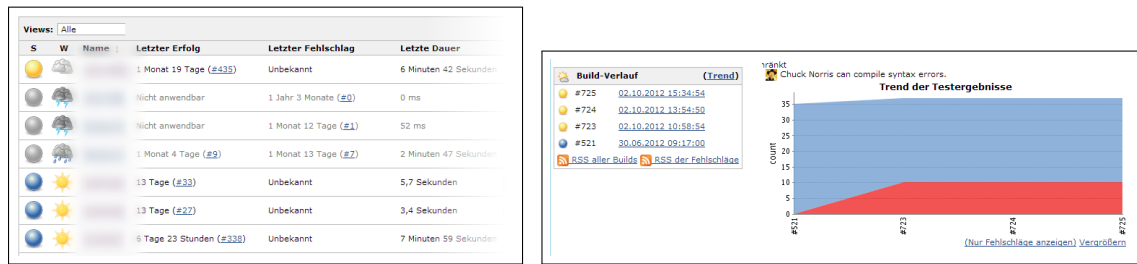 Views: Alle
S W Name ↓ Letzter Erfolg Letzter Fehlschlag Letzte Dauer
1 Monat 19 Tage (#435) Unbekannt 6 Minuten 42 Sekunden
Nicht anwendbar 1 Jahr 3 Monate (#0) 0 ms
Nicht anwendbar 1 Monat 12 Tage (#1) 52 ms
1 Monat 4 Tage (#9) 1 Monat 13 Tage (#7) 2 Minuten 47 Sekunden
13 Tage (#33) Unbekannt 5,7 Sekunden
13 Tage (#27) Unbekannt 3,4 Sekunden
6 Tage 23 Stunden (#338) Unbekannt 7 Minuten 59 Sekunden
Build-Verlauf (Trend)
#725 02.10.2012 15:34:54
#724 02.10.2012 13:54:50
#723 02.10.2012 10:58:54
#521 30.06.2012 09:17:00
RSS aller Builds RSS der Fehlschläge
ränkt
Chuck Norris can compile syntax errors.
Trend der Testergebnisse
count
35
30
25
20
15
10
5
0
#521
#723
#724
#725
(Nur Fehlschläge anzeigen) Vergrößern